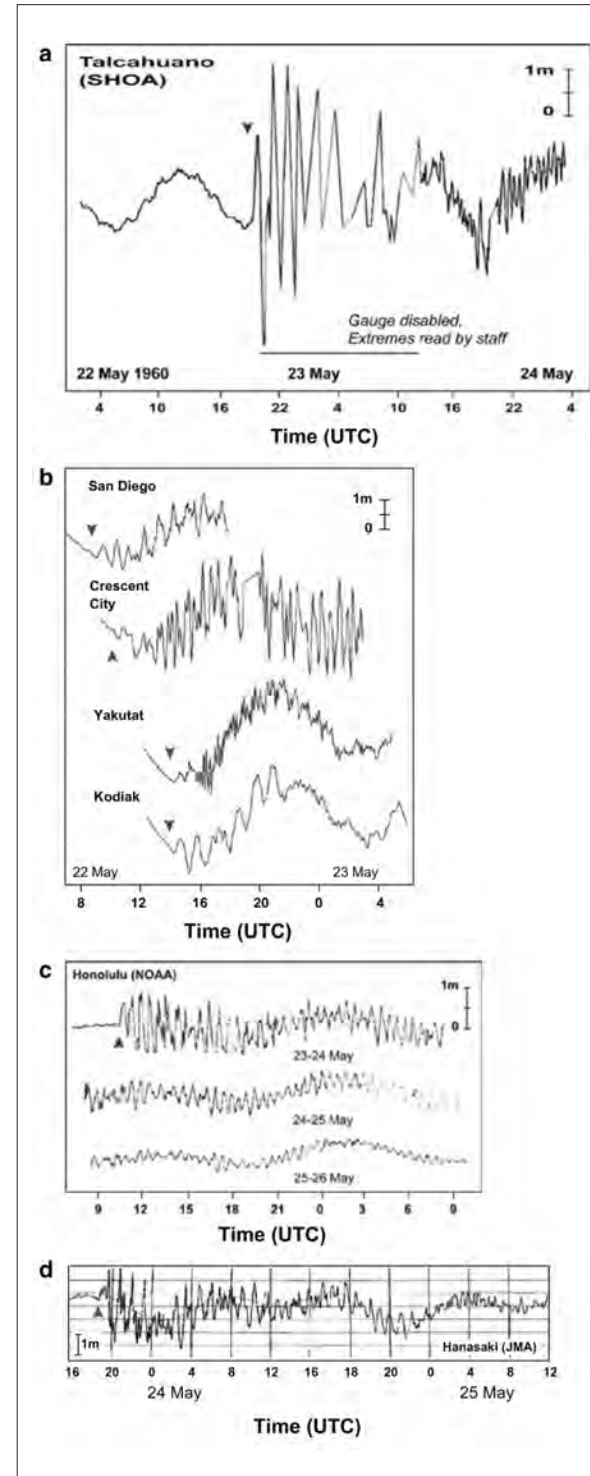 a
Talcahuano
(SHOA)
1m
0
Gauge disabled,
Extremes read by staff
22 May 1960 23 May 24 May
4 10 16 22 4 10 16 22 4
Time (UTC)
b
San Diego
1m
0
Crescent
City
Yakutat
Kodiak
22 May 23 May
8 12 16 20 0 4
Time (UTC)
c
Honolulu (NOAA)
1m
0
23-24 May
24-25 May
25-26 May
9 12 15 18 21 0 3 6 9
Time (UTC)
d
1m
Hanasaki (JMA)
16 20 0 4 8 12 16 20 0 4 8 12
24 May 25 May
Time (UTC)